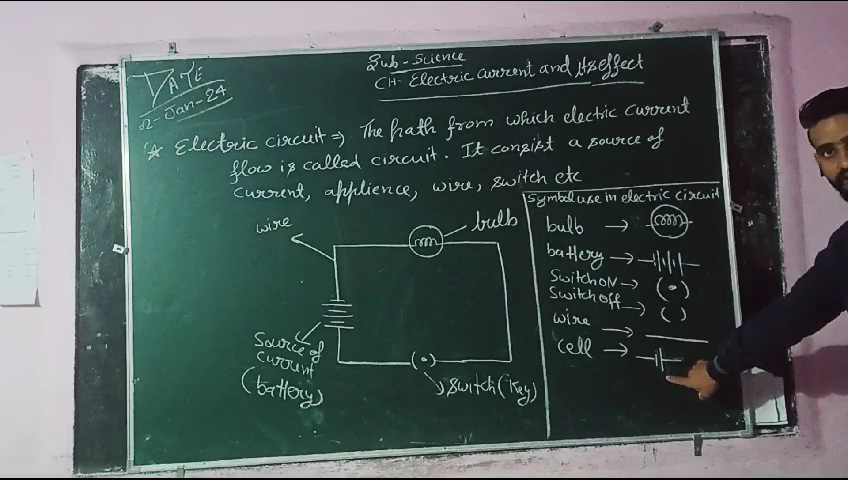 DATE
02-Jan-24
Sub - Science
CH- Electric current and its effect
Electric circuit ⇒ The path from which electric current
flow is called circuit. It consist a source of
current, applience, wire, switch etc
wire
bulb
Source of
current
(battery)
switch (key)
Symbol use in electric circuit
bulb →
battery →
Switch ON →
Switch off →
wire →
cell →